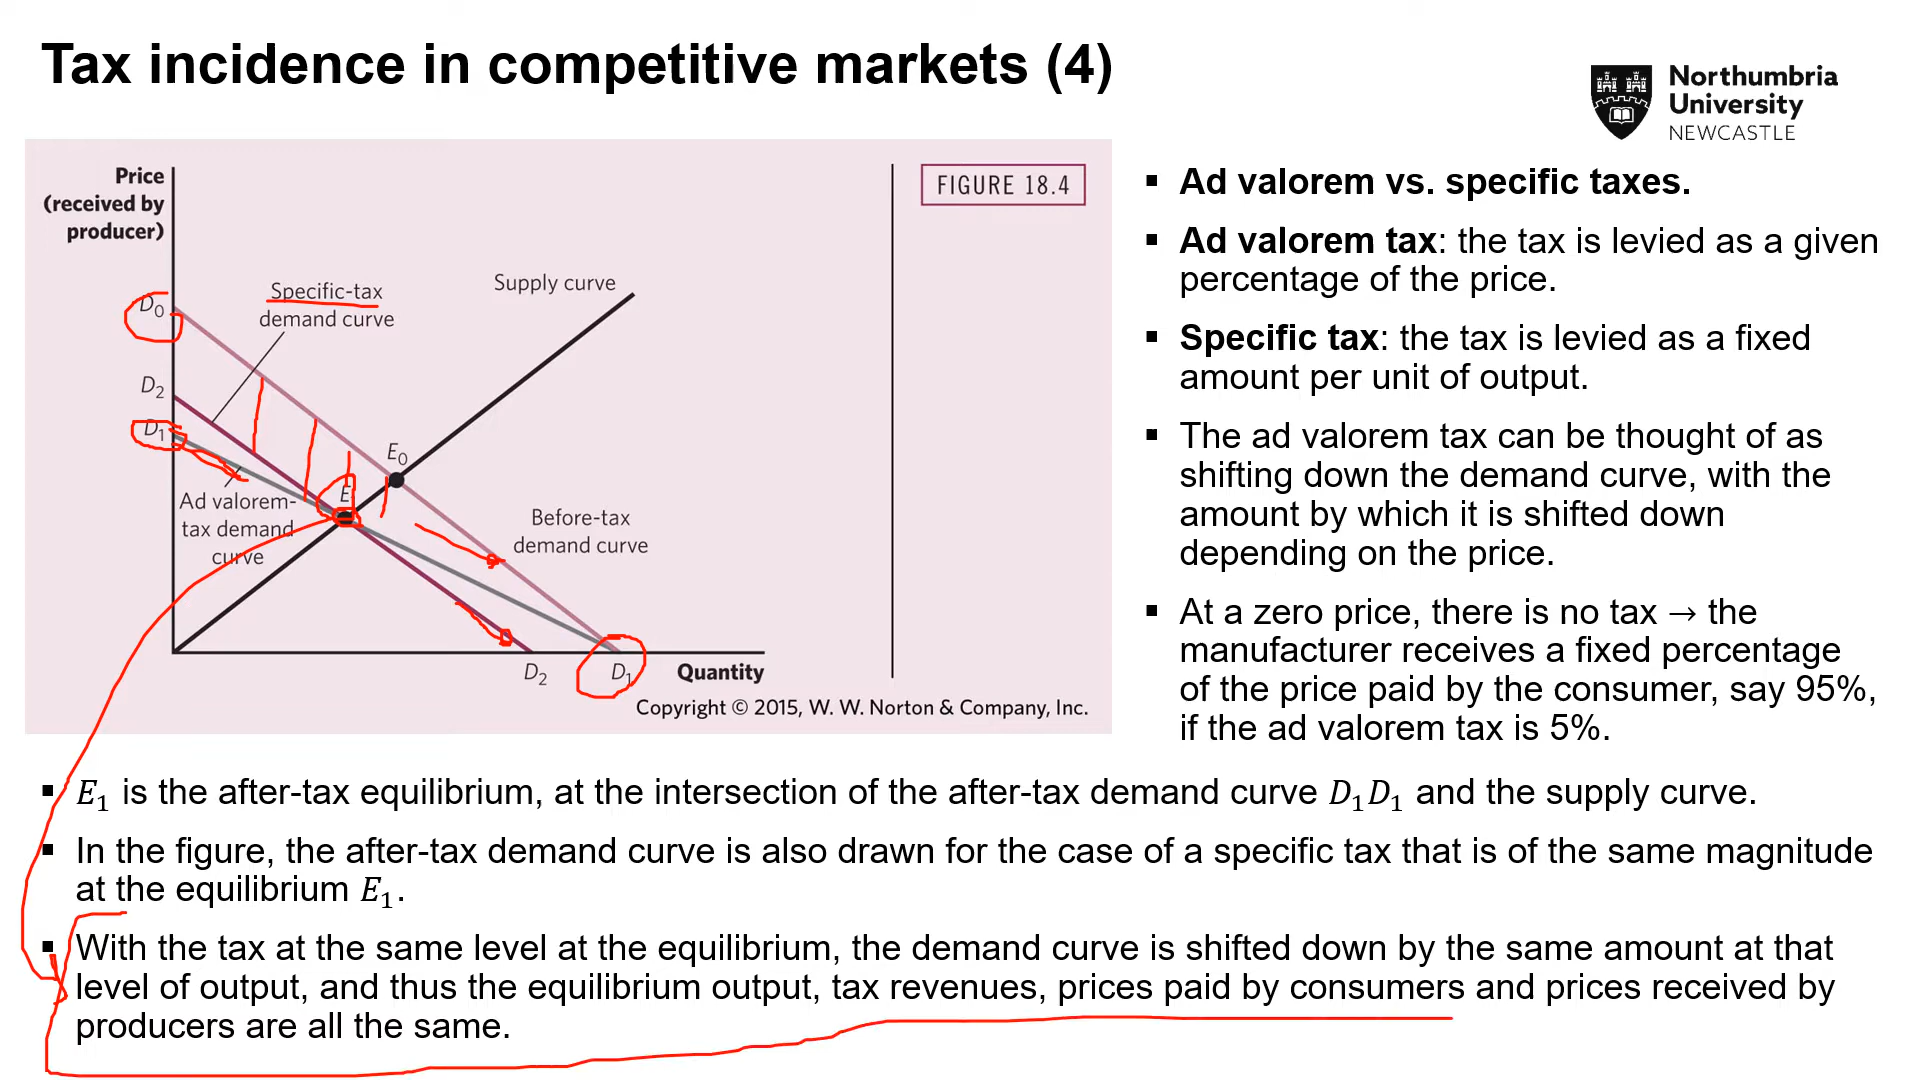 Tax incidence in competitive markets (4)
Northumbria
University
NEWCASTLE
Price
(received by
producer)
FIGURE 18.4
D0
Specific-tax
demand curve
Supply curve
D2
D1
E0
E
Ad valorem-
tax demand
curve
Before-tax
demand curve
D2
D1
Quantity
Copyright © 2015, W. W. Norton & Company, Inc.
▪ Ad valorem vs. specific taxes.
▪ Ad valorem tax: the tax is levied as a given
percentage of the price.
▪ Specific tax: the tax is levied as a fixed
amount per unit of output.
▪ The ad valorem tax can be thought of as
shifting down the demand curve, with the
amount by which it is shifted down
depending on the price.
▪ At a zero price, there is no tax → the
manufacturer receives a fixed percentage
of the price paid by the consumer, say 95%,
if the ad valorem tax is 5%.
▪ E₁ is the after-tax equilibrium, at the intersection of the after-tax demand curve D₁D₁ and the supply curve.
▪ In the figure, the after-tax demand curve is also drawn for the case of a specific tax that is of the same magnitude
at the equilibrium E₁.
▪ With the tax at the same level at the equilibrium, the demand curve is shifted down by the same amount at that
level of output, and thus the equilibrium output, tax revenues, prices paid by consumers and prices received by
producers are all the same.